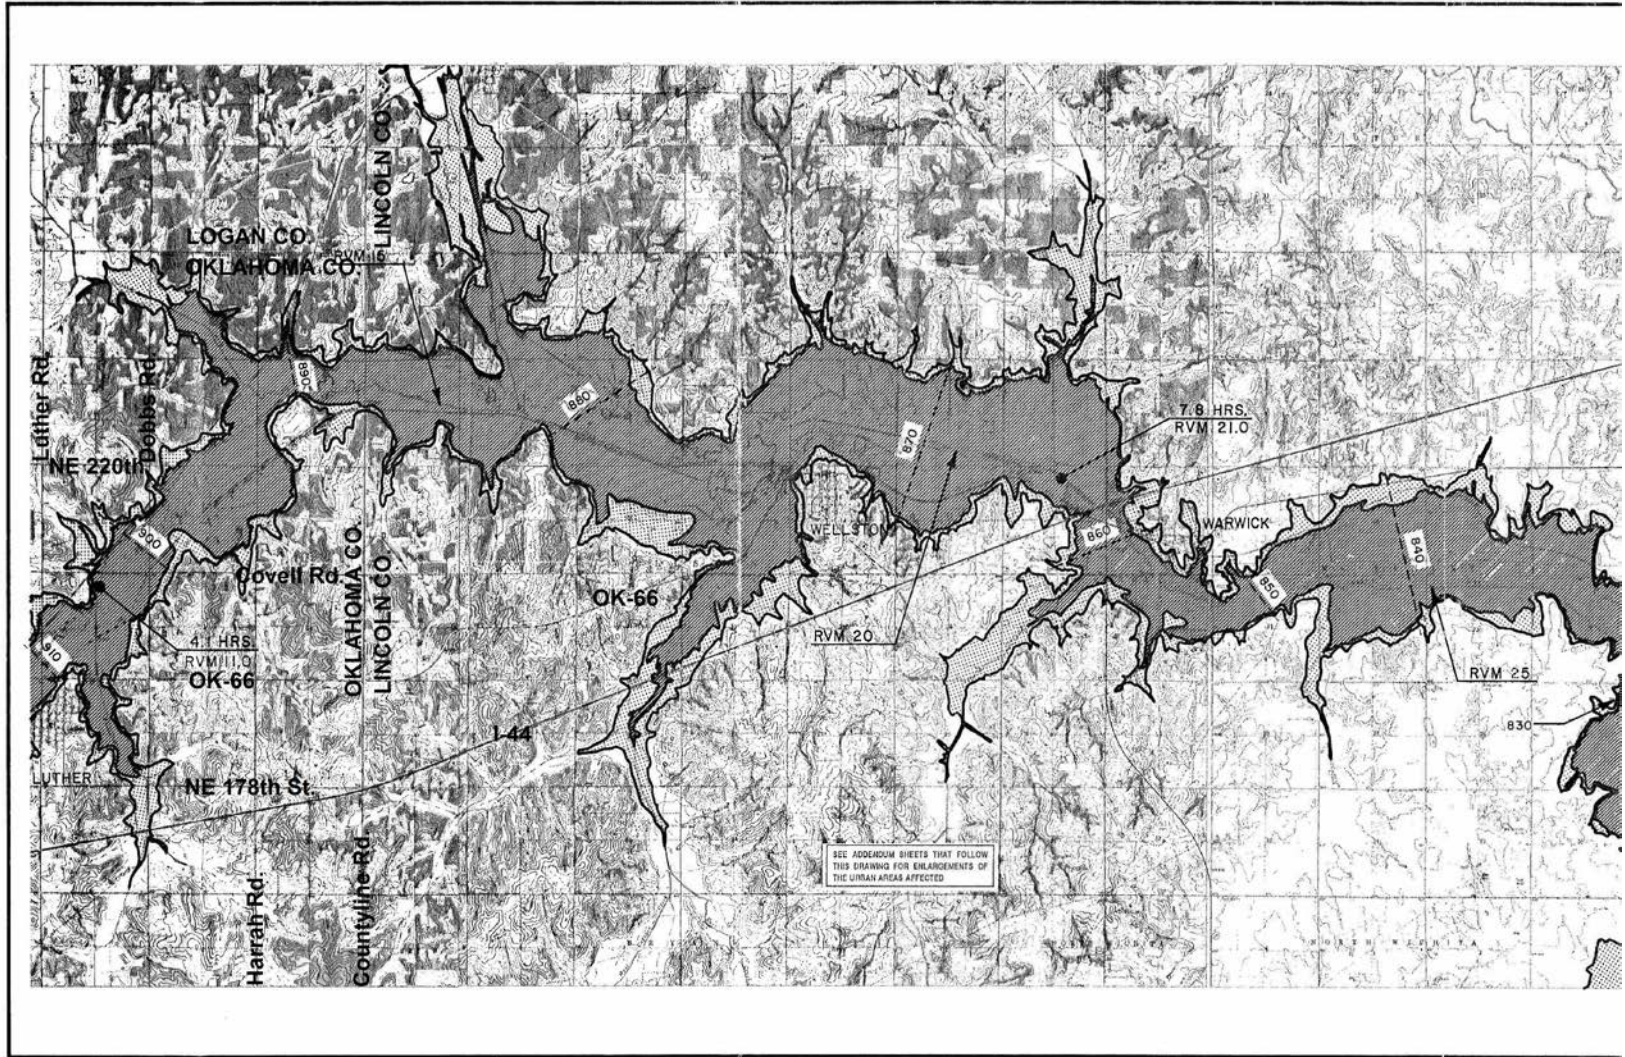 LINCOLN CO.
LOGAN CO.
OKLAHOMA CO.
RVM 15
Luther Rd.
Dobbs Rd.
890
880
870
7.8 HRS.
RVM 21.0
NE 220th
900
WELLSTON
860
WARWICK
840
850
Covell Rd.
OKLAHOMA CO.
LINCOLN CO.
OK-66
4.1 HRS.
RVM 11.0
910
OK-66
RVM 20
RVM 25
830
I-44
LUTHER
NE 178th St.
Harrah Rd.
Countyline Rd.
SEE ADDENDUM SHEETS THAT FOLLOW
THIS DRAWING FOR ENLARGEMENTS OF
THE URBAN AREAS AFFECTED
NORTH WICHITA